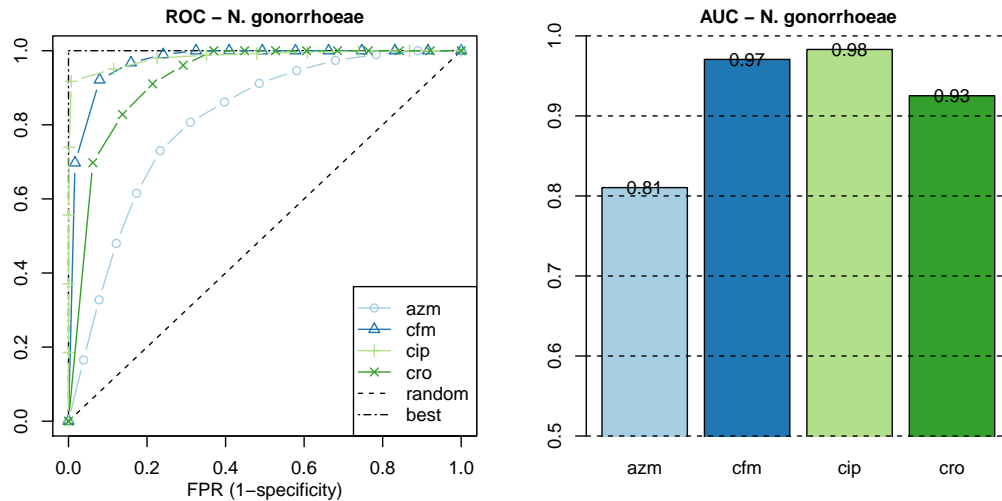 ROC − N. gonorrhoeae
1.0
0.8
0.6
0.4
0.2
0.0
azm
cfm
cip
cro
random
best
0.0 0.2 0.4 0.6 0.8 1.0
FPR (1−specificity)
AUC − N. gonorrhoeae
1.0
0.9
0.8
0.7
0.6
0.5
0.81
0.97
0.98
0.93
azm cfm cip cro